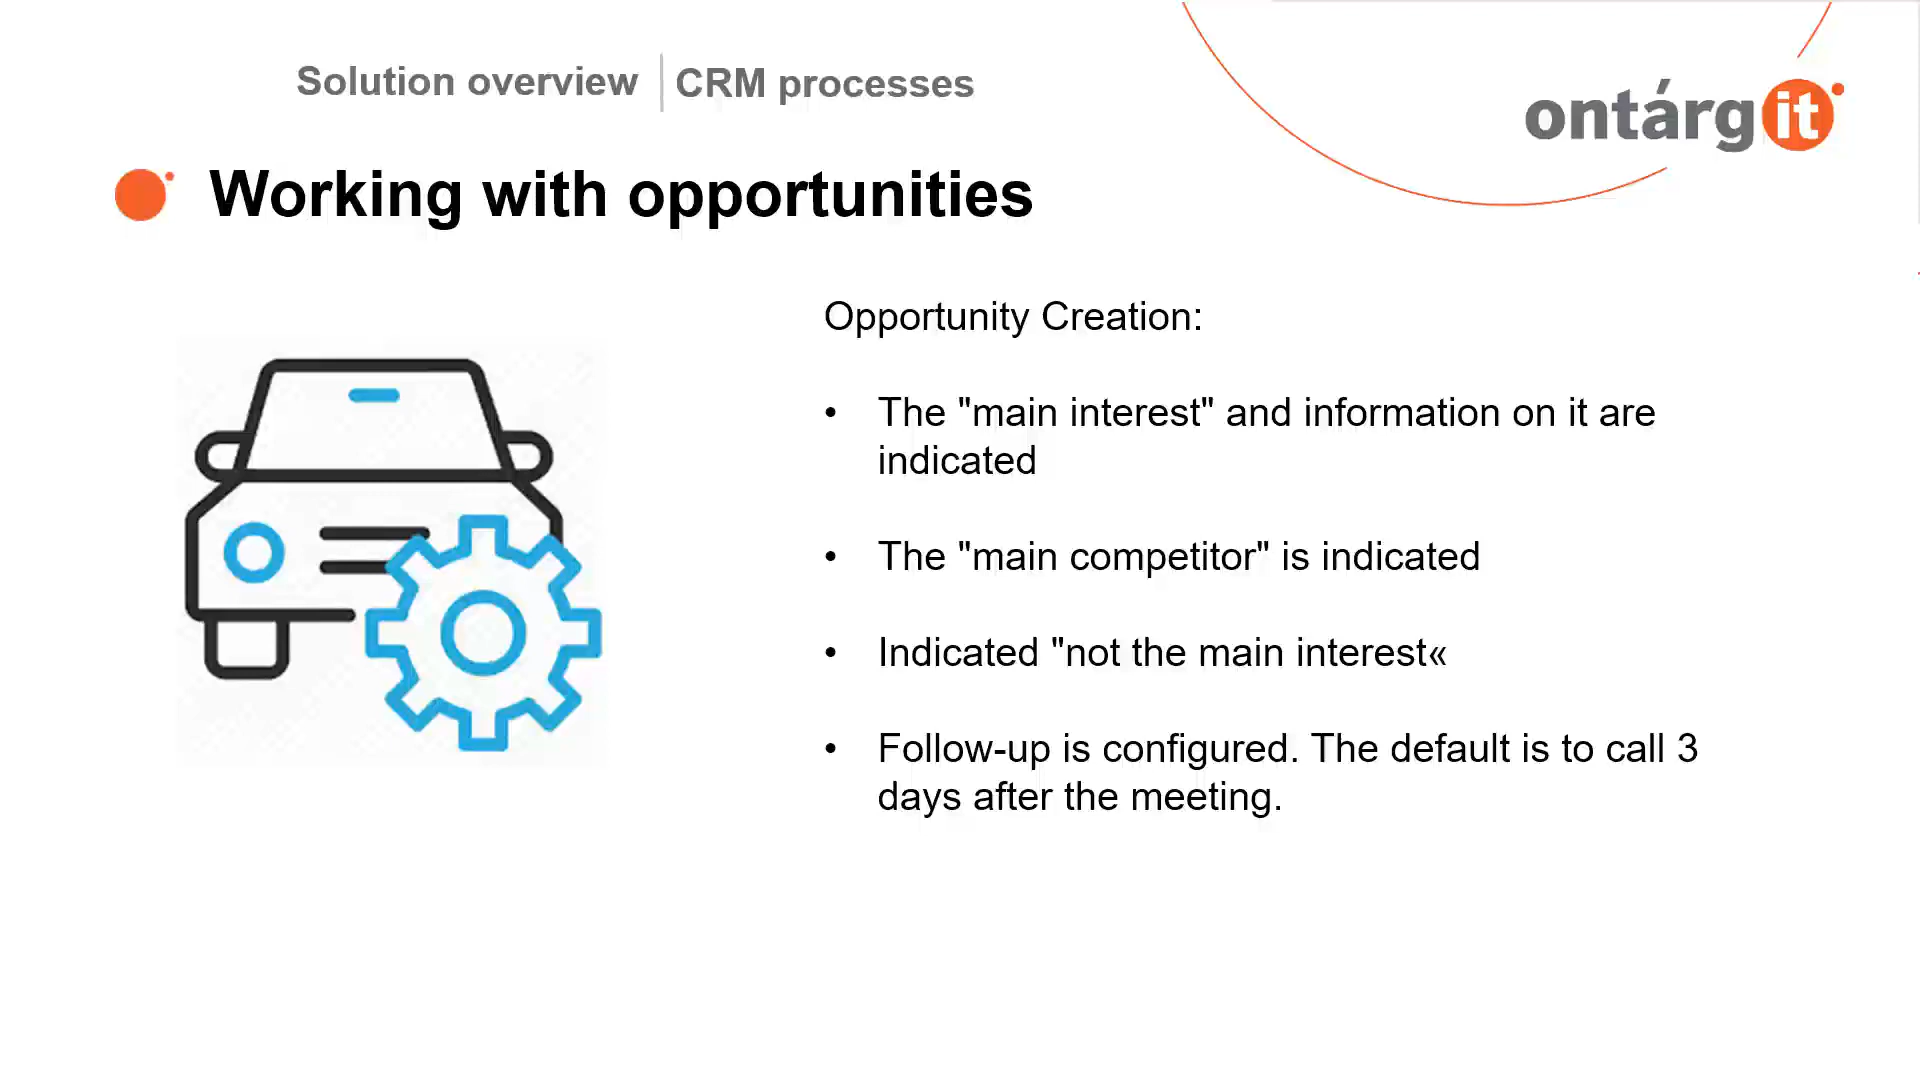 Solution overview
CRM processes
ontárgit
Working with opportunities
Opportunity Creation:
• The "main interest" and information on it are
indicated
• The "main competitor" is indicated
• Indicated "not the main interest«
• Follow-up is configured. The default is to call 3
days after the meeting.